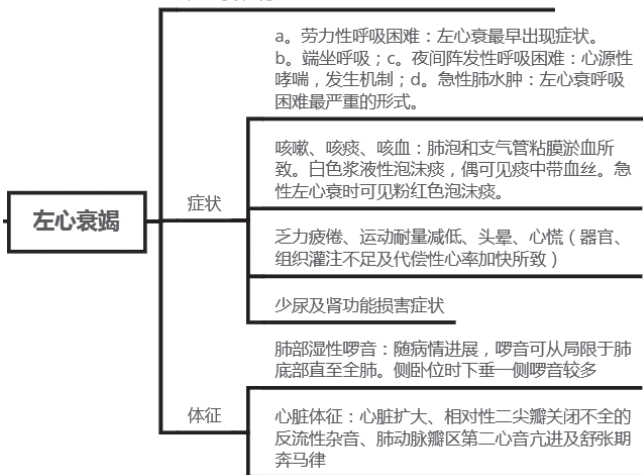 a。劳力性呼吸困难：左心衰最早出现症状。
b。端坐呼吸；c。夜间阵发性呼吸困难：心源性
哮喘，发生机制；d。急性肺水肿：左心衰呼吸
困难最严重的形式。
咳嗽、咳痰、咳血：肺泡和支气管粘膜淤血所
致。白色浆液性泡沫痰，偶可见痰中带血丝。急
性左心衰时可见粉红色泡沫痰。
症状
左心衰竭
乏力疲倦、运动耐量减低、头晕、心慌（器官、
组织灌注不足及代偿性心率加快所致）
少尿及肾功能损害症状
肺部湿性啰音：随病情进展，啰音可从局限于肺
底部直至全肺。侧卧位时下垂一侧啰音较多
体征
心脏体征：心脏扩大、相对性二尖瓣关闭不全的
反流性杂音、肺动脉瓣区第二心音亢进及舒张期
奔马律